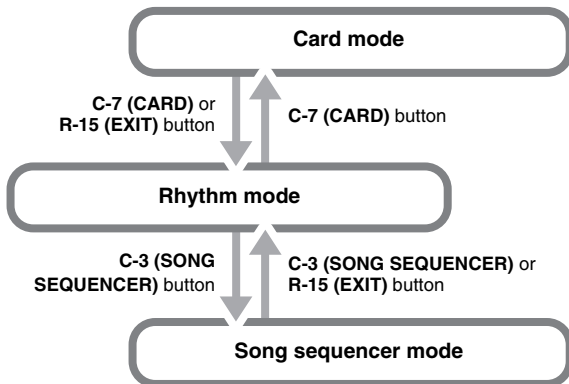 Card mode
C-7 (CARD) or
R-15 (EXIT) button
C-7 (CARD) button
Rhythm mode
C-3 (SONG
SEQUENCER) button
C-3 (SONG SEQUENCER) or
R-15 (EXIT) button
Song sequencer mode